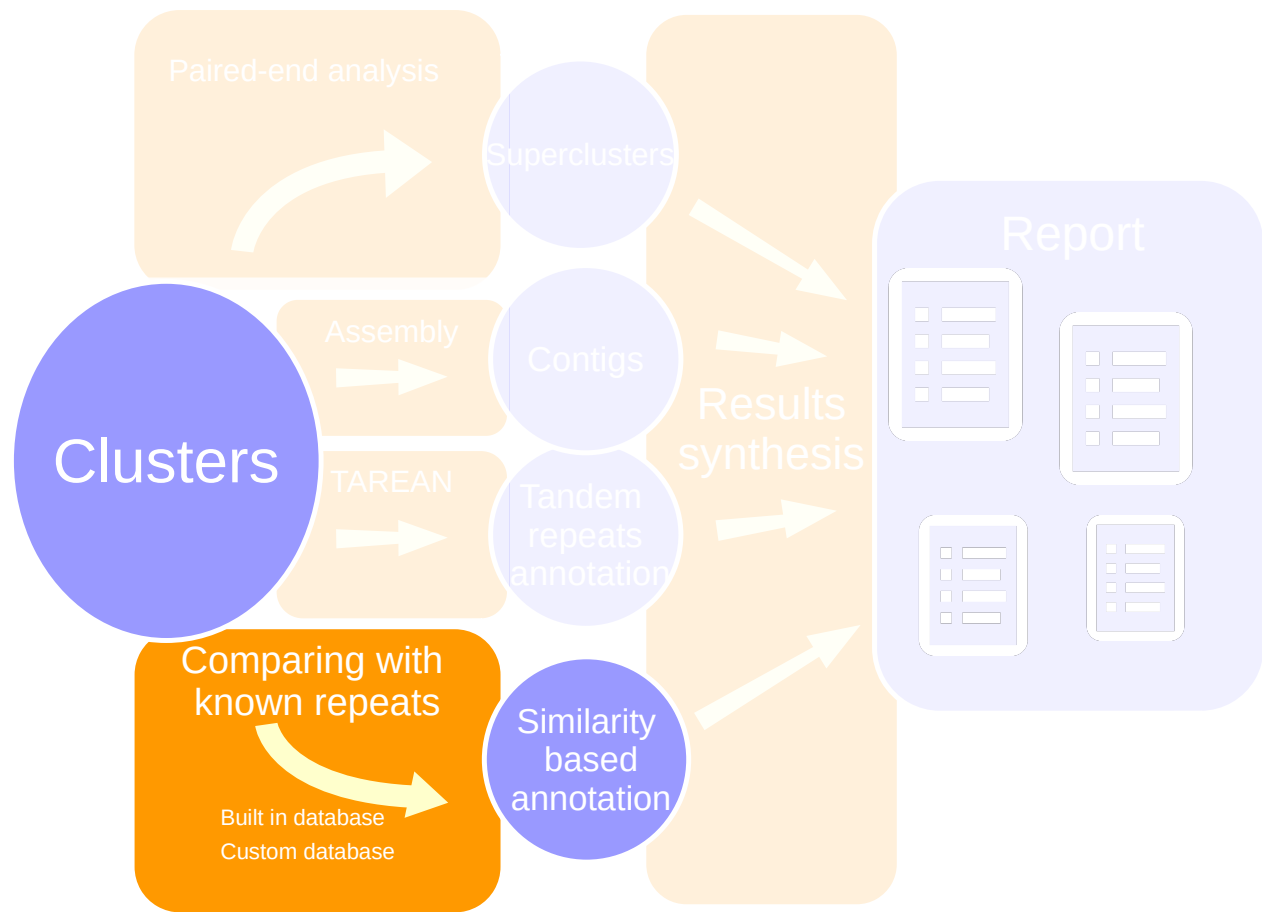 Paired-end analysis
Superclusters
Report
Assembly
Contigs
Results
synthesis
Clusters
TAREAN
Tandem
repeats
annotation
Comparing with
known repeats
Similarity
based
annotation
Built in database
Custom database